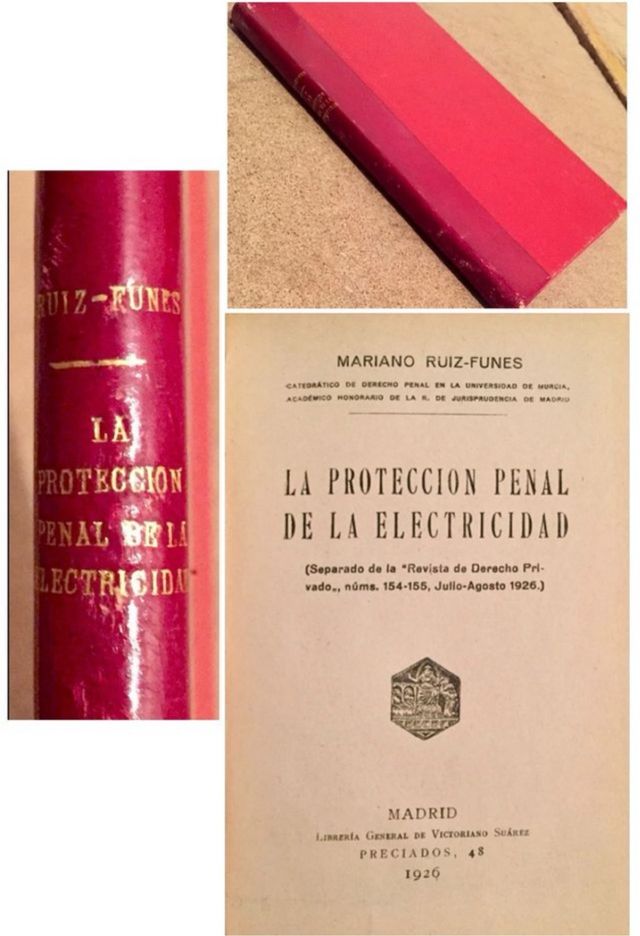 RUIZ-FUNES
LA
PROTECCION
PENAL DE LA
ELECTRICIDAD
MARIANO RUIZ-FUNES
CATEDRÁTICO DE DERECHO PENAL EN LA UNIVERSIDAD DE MURCIA,
ACADÉMICO HONORARIO DE LA R. DE JURISPRUDENCIA DE MADRID
LA PROTECCION PENAL
DE LA ELECTRICIDAD
(Separado de la "Revista de Derecho Pri-
vado„, núms. 154-155, Julio-Agosto 1926.)
MADRID
LIBRERÍA GENERAL DE VICTORIANO SUÁREZ
PRECIADOS, 48
1926